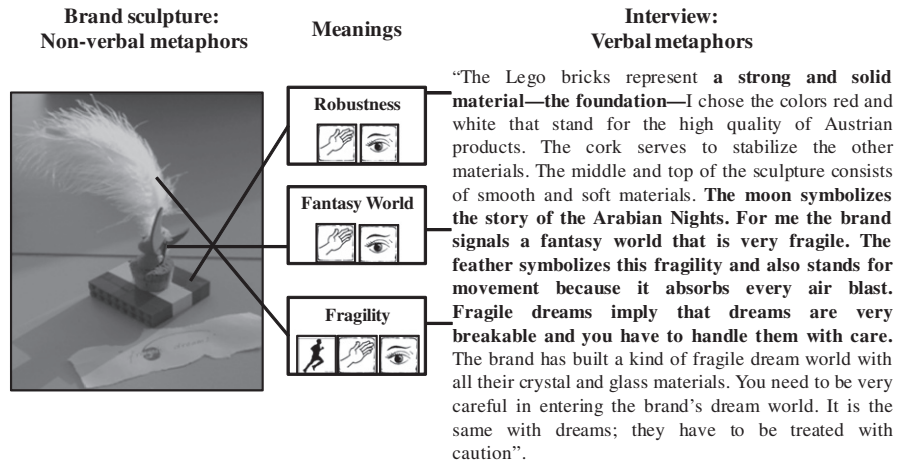 Brand sculpture:
Non-verbal metaphors
Meanings
Interview:
Verbal metaphors
Robustness
Fantasy World
Fragility
“The Lego bricks represent a strong and solid
material—the foundation—I chose the colors red and
white that stand for the high quality of Austrian
products. The cork serves to stabilize the other
materials. The middle and top of the sculpture consists
of smooth and soft materials. The moon symbolizes
the story of the Arabian Nights. For me the brand
signals a fantasy world that is very fragile. The
feather symbolizes this fragility and also stands for
movement because it absorbs every air blast.
Fragile dreams imply that dreams are very
breakable and you have to handle them with care.
The brand has built a kind of fragile dream world with
all their crystal and glass materials. You need to be very
careful in entering the brand’s dream world. It is the
same with dreams; they have to be treated with
caution”.